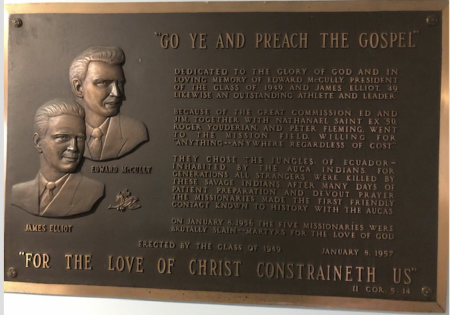 "GO YE AND PREACH THE GOSPEL"
DEDICATED TO THE GLORY OF GOD AND IN
LOVING MEMORY OF EDWARD McCULLY PRESIDENT
OF THE CLASS OF 1949 AND JAMES ELLIOT, 49
LIKEWISE AN OUTSTANDING ATHLETE AND LEADER
BECAUSE OF THE GREAT COMMISSION ED AND
JIM, TOGETHER WITH NATHANAEL SAINT EX 50,
ROGER YOUDERIAN, AND PETER FLEMING, WENT
TO THE MISSION FIELD, WILLING FOR
"ANYTHING—ANYWHERE REGARDLESS OF COST"
THEY CHOSE THE JUNGLES OF ECUADOR—
INHABITED BY THE AUCA INDIANS. FOR
GENERATIONS ALL STRANGERS WERE KILLED BY
THESE SAVAGE INDIANS AFTER MANY DAYS OF
PATIENT PREPARATION AND DEVOUT PRAYER
THE MISSIONARIES MADE THE FIRST FRIENDLY
CONTACT KNOWN TO HISTORY WITH THE AUCAS
ON JANUARY 8, 1956, THE FIVE MISSIONARIES WERE
BRUTALLY SLAIN—MARTYRS FOR THE LOVE OF GOD
EDWARD McCULLY
JAMES ELLIOT
ERECTED BY THE CLASS OF 1949
JANUARY 8, 1957
"FOR THE LOVE OF CHRIST CONSTRAINETH US"
II COR. 5:14